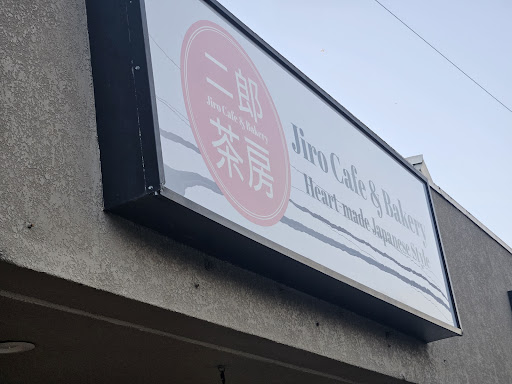 二郎
Jiro Cafe & Bakery
茶房
Jiro Cafe & Bakery
Heart-made Japanese Style